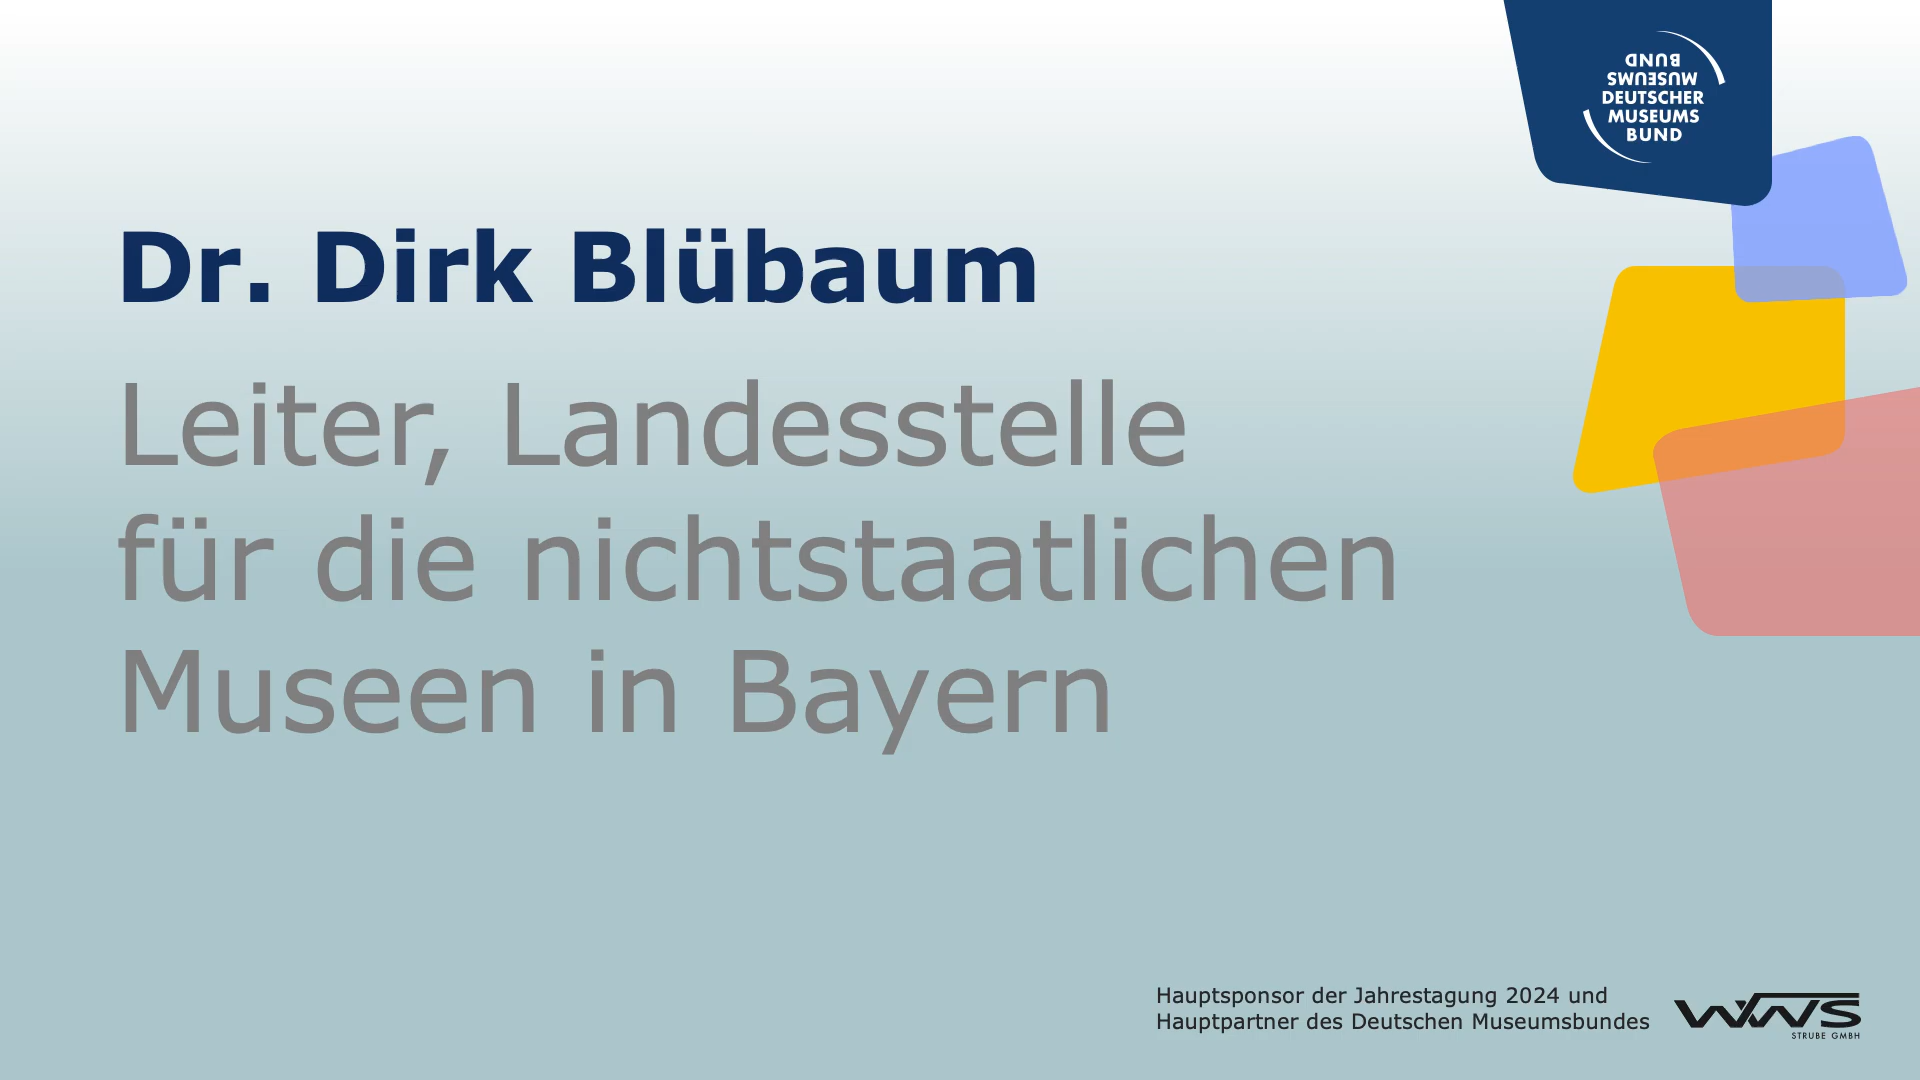 BUND
MUSEUMS
DEUTSCHER
MUSEUMS
BUND
Dr. Dirk Blübaum
Leiter, Landesstelle
für die nichtstaatlichen
Museen in Bayern
Hauptsponsor der Jahrestagung 2024 und
Hauptpartner des Deutschen Museumsbundes
WWS
STRUBE GMBH